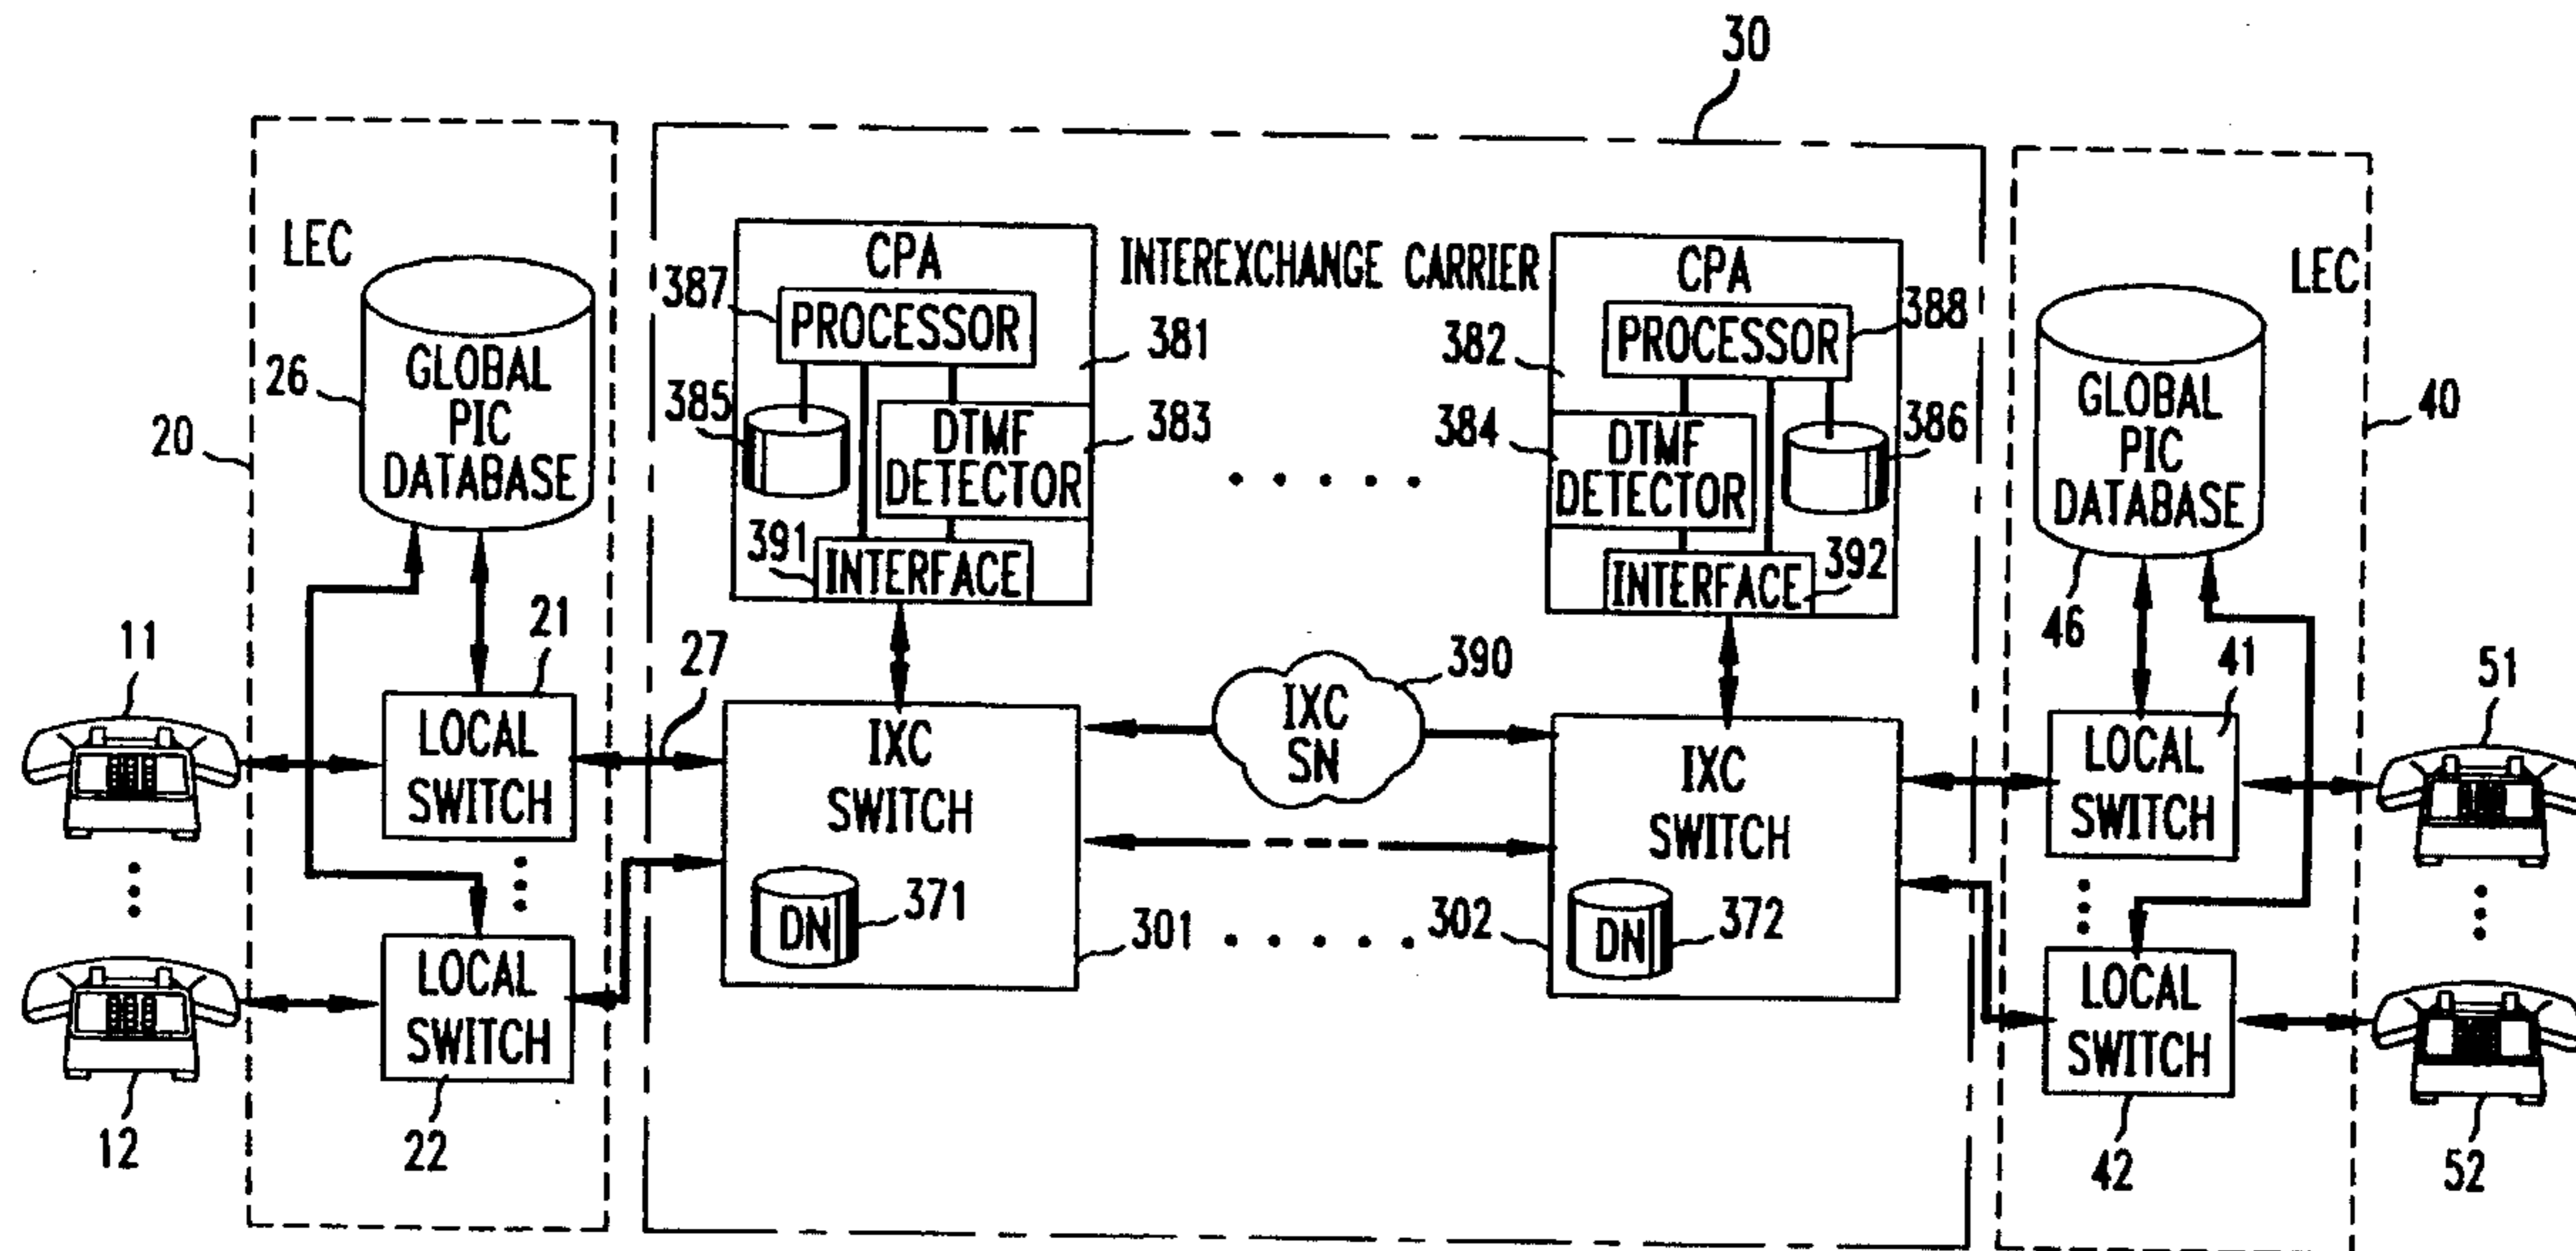 30
LEC
GLOBAL
PIC
DATABASE
26
20
11
21
LOCAL
SWITCH
27
12
LOCAL
SWITCH
22
INTEREXCHANGE CARRIER
CPA
387
PROCESSOR
381
385
DTMF
DETECTOR
383
391
INTERFACE
CPA
PROCESSOR
388
382
384
DTMF
DETECTOR
386
INTERFACE
392
IXC
SWITCH
DN
371
301
IXC
SN
390
IXC
SWITCH
DN
372
302
LEC
GLOBAL
PIC
DATABASE
40
46
41
LOCAL
SWITCH
51
LOCAL
SWITCH
42
52